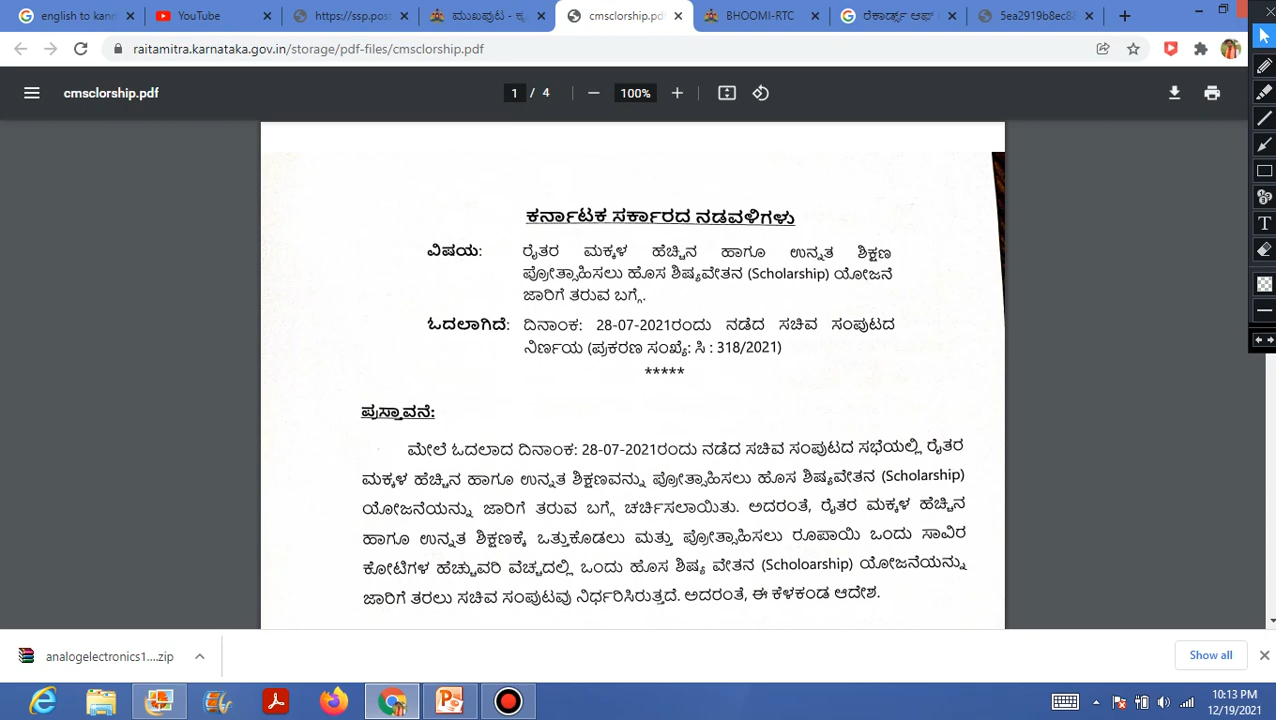 english to kann
YouTube
https://ssp.pos
ಮುಖಪುಟ - ಕೃ
cmsclorship.pd
BHOOMI-RTC
ರೆಕಾರ್ಡ್ಸ್ ಆಫ್
5ea2919b8ec8
raitamitra.karnataka.gov.in/storage/pdf-files/cmsclorship.pdf
cmsclorship.pdf
1 / 4
100%
ಕರ್ನಾಟಕ ಸರ್ಕಾರದ ನಡವಳಿಗಳು
ವಿಷಯ: ರೈತರ ಮಕ್ಕಳ ಹೆಚ್ಚಿನ ಹಾಗೂ ಉನ್ನತ ಶಿಕ್ಷಣ
ಪ್ರೋತ್ಸಾಹಿಸಲು ಹೊಸ ಶಿಷ್ಯವೇತನ (Scholarship) ಯೋಜನೆ
ಜಾರಿಗೆ ತರುವ ಬಗ್ಗೆ.
ಓದಲಾಗಿದೆ: ದಿನಾಂಕ: 28-07-2021ರಂದು ನಡೆದ ಸಚಿವ ಸಂಪುಟದ
ನಿರ್ಣಯ (ಪ್ರಕರಣ ಸಂಖ್ಯೆ: ಸಿ : 318/2021)
*****
ಪ್ರಸ್ತಾವನೆ:
ಮೇಲೆ ಓದಲಾದ ದಿನಾಂಕ: 28-07-2021ರಂದು ನಡೆದ ಸಚಿವ ಸಂಪುಟದ ಸಭೆಯಲ್ಲಿ ರೈತರ
ಮಕ್ಕಳ ಹೆಚ್ಚಿನ ಹಾಗೂ ಉನ್ನತ ಶಿಕ್ಷಣವನ್ನು ಪ್ರೋತ್ಸಾಹಿಸಲು ಹೊಸ ಶಿಷ್ಯವೇತನ (Scholarship)
ಯೋಜನೆಯನ್ನು ಜಾರಿಗೆ ತರುವ ಬಗ್ಗೆ ಚರ್ಚಿಸಲಾಯಿತು. ಅದರಂತೆ, ರೈತರ ಮಕ್ಕಳ ಹೆಚ್ಚಿನ
ಹಾಗೂ ಉನ್ನತ ಶಿಕ್ಷಣಕ್ಕೆ ಒತ್ತುಕೊಡಲು ಮತ್ತು ಪ್ರೋತ್ಸಾಹಿಸಲು ರೂಪಾಯಿ ಒಂದು ಸಾವಿರ
ಕೋಟಿಗಳ ಹೆಚ್ಚುವರಿ ವೆಚ್ಚದಲ್ಲಿ ಒಂದು ಹೊಸ ಶಿಷ್ಯ ವೇತನ (Scholoarship) ಯೋಜನೆಯನ್ನು
ಜಾರಿಗೆ ತರಲು ಸಚಿವ ಸಂಪುಟವು ನಿರ್ಧರಿಸಿರುತ್ತದೆ. ಅದರಂತೆ, ಈ ಕೆಳಕಂಡ ಆದೇಶ.
analogelectronics1....zip
Show all
10:13 PM
12/19/2021